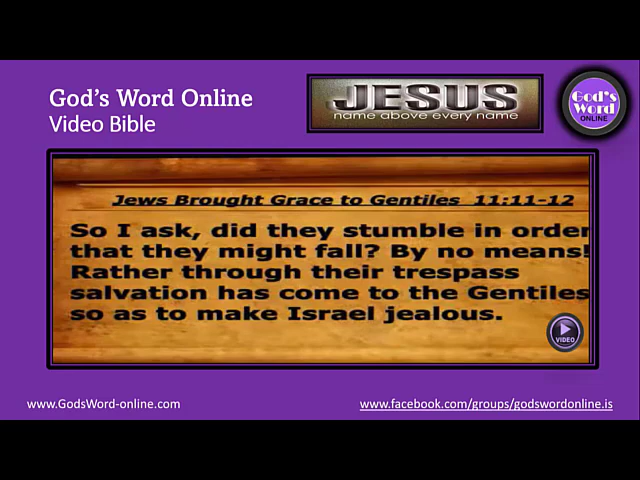 God's Word Online
Video Bible
JESUS
name above every name
God's
Word
ONLINE
Jews Brought Grace to Gentiles 11:11-12
So I ask, did they stumble in order
that they might fall? By no means!
Rather through their trespass
salvation has come to the Gentiles
so as to make Israel jealous.
VIDEO
www.GodsWord-online.com
www.facebook.com/groups/godswordonline.is